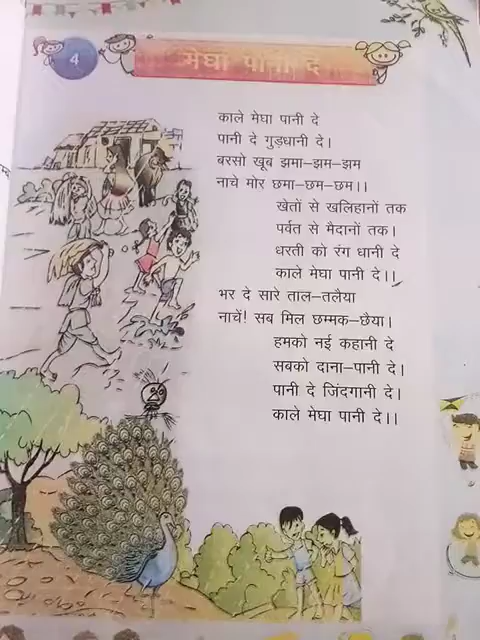 4
मेघा पानी दे
काले मेघा पानी दे
पानी दे गुड़धानी दे।
बरसो खूब झमा–झम–झम
नाचे मोर छमा–छम–छम।।
खेतों से खलिहानों तक
पर्वत से मैदानों तक।
धरती को रंग धानी दे
काले मेघा पानी दे।।
भर दे सारे ताल–तलैया
नाचें! सब मिल छम्मक–छैया।
हमको नई कहानी दे
सबको दाना–पानी दे।
पानी दे जिंदगानी दे।
काले मेघा पानी दे।।